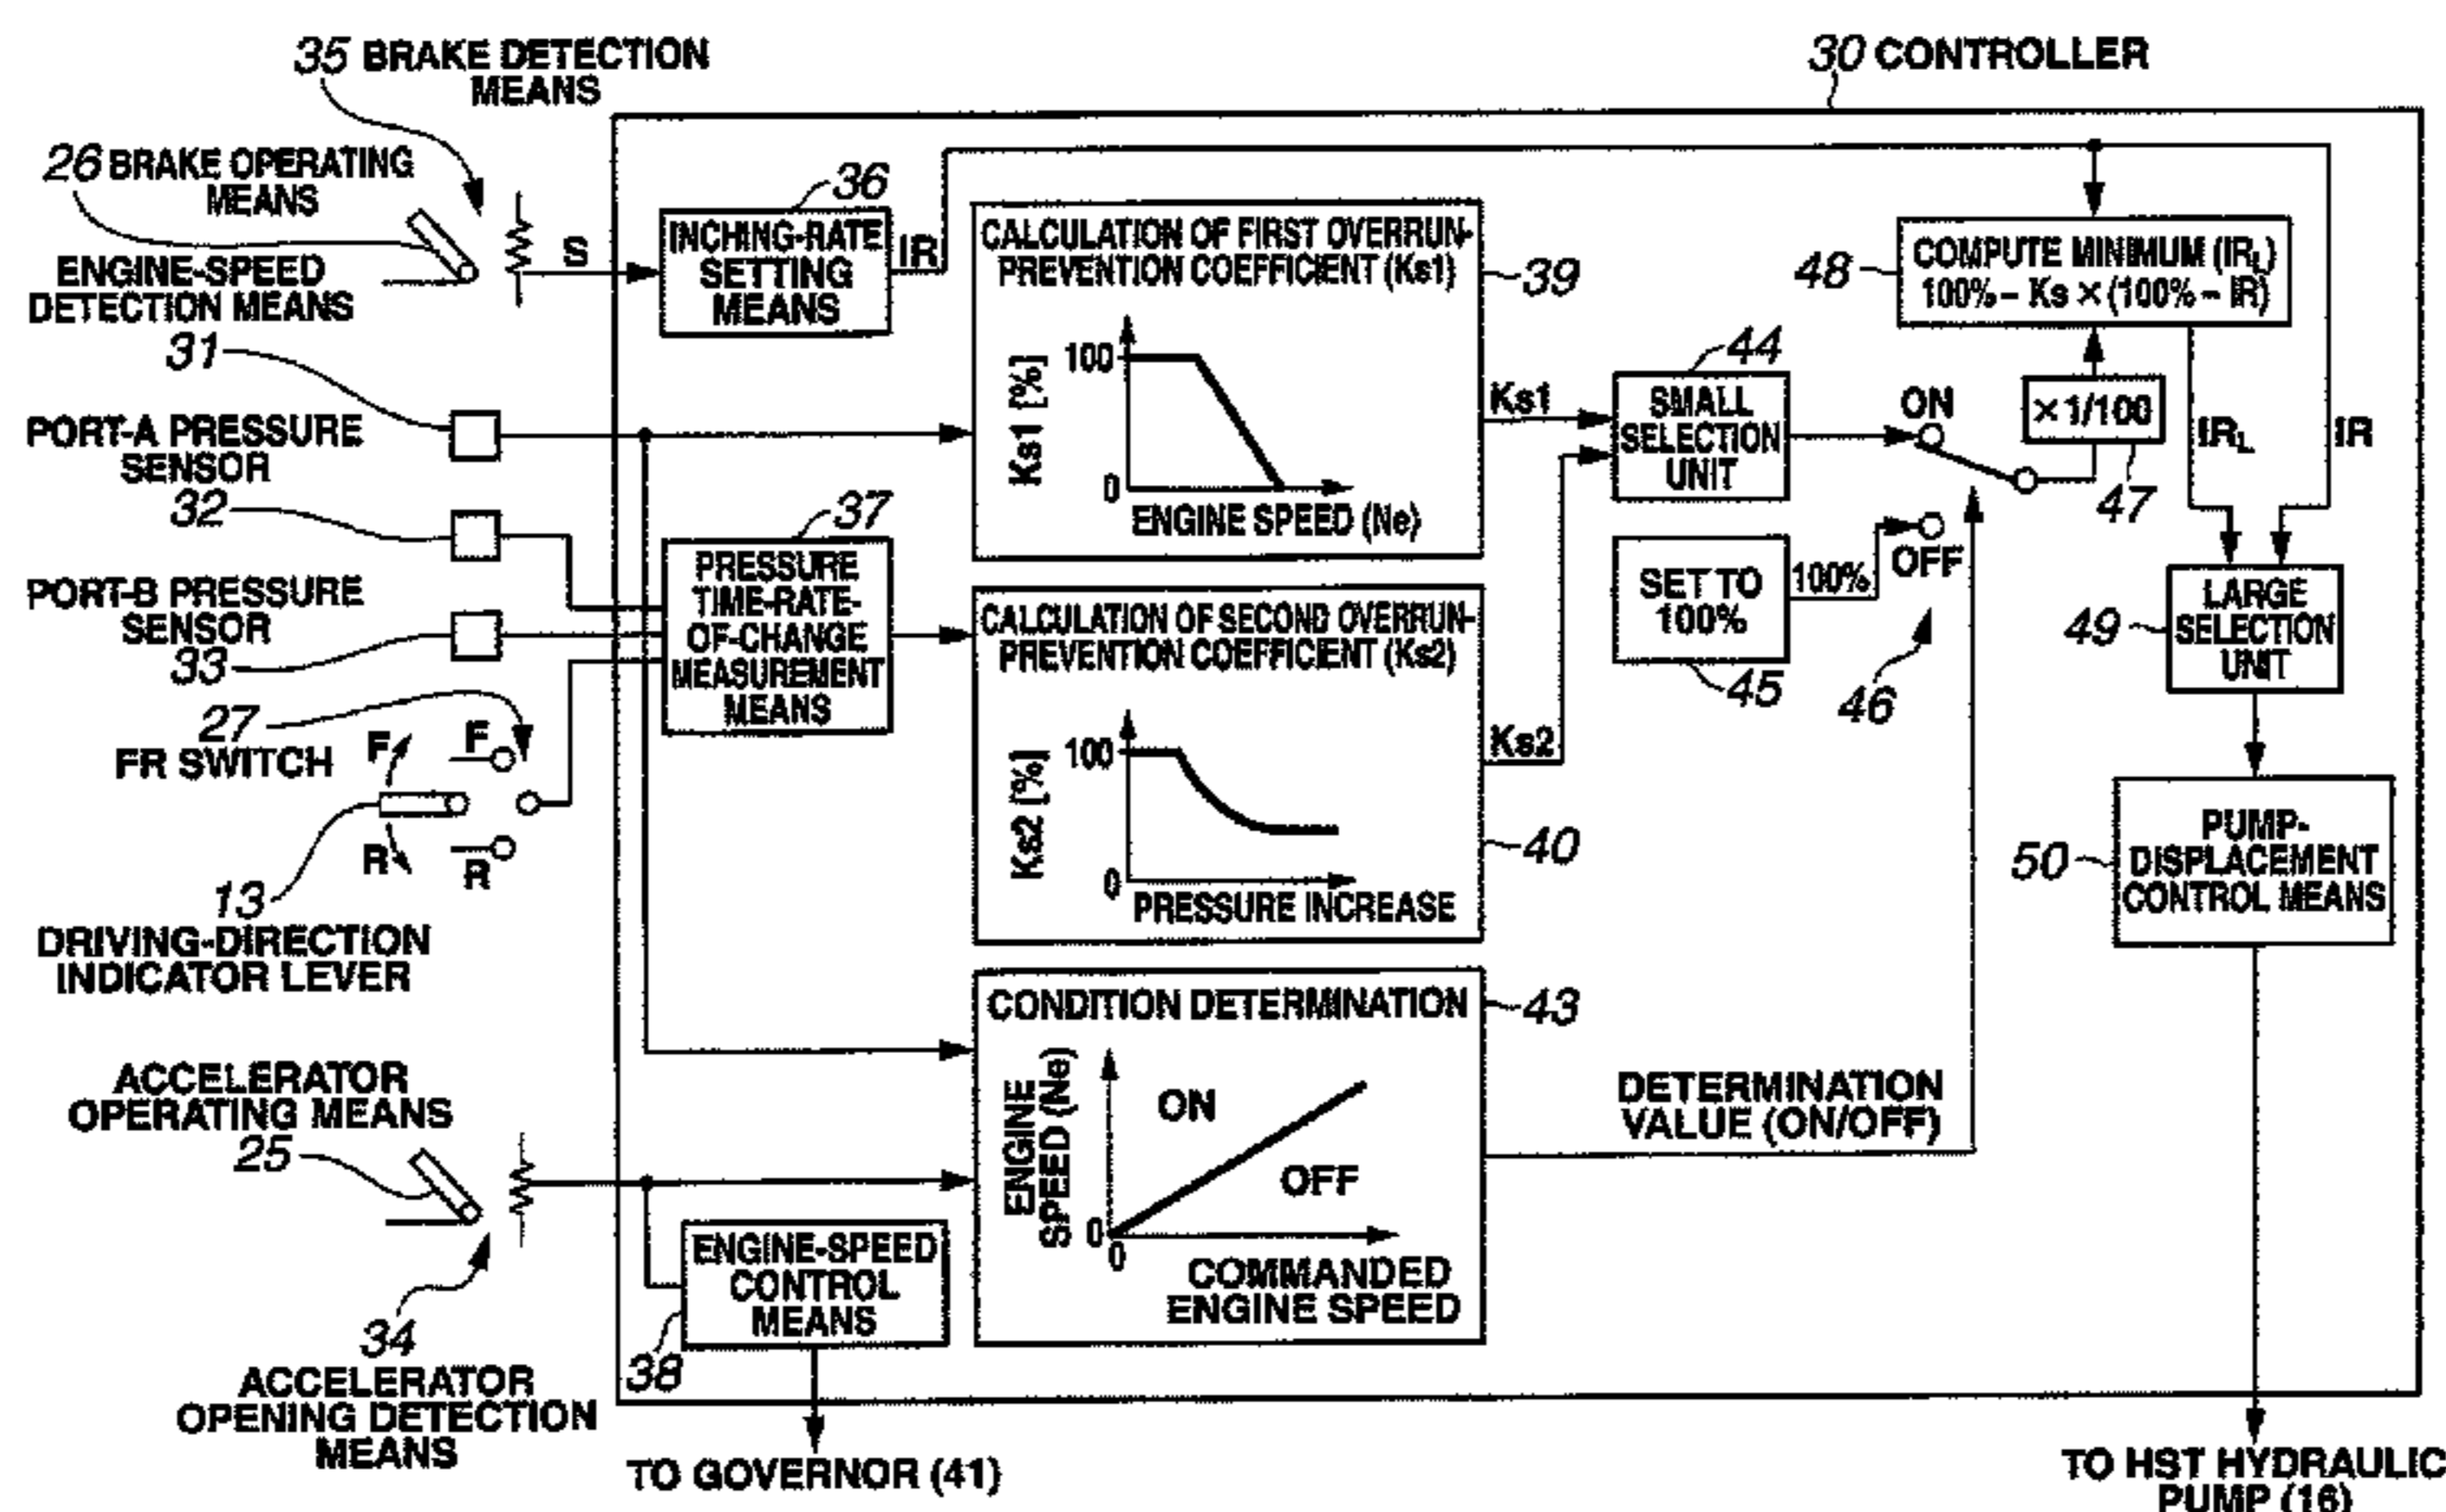 35 BRAKE DETECTION
MEANS
30 CONTROLLER
26 BRAKE OPERATING
MEANS
S
ENGINE-SPEED
DETECTION MEANS
31
36
INCHING-RATE
SETTING
MEANS
IR
PORT-A PRESSURE
SENSOR
32
PORT-B PRESSURE
SENSOR
33
37
PRESSURE
TIME-RATE-
OF-CHANGE
MEASUREMENT
MEANS
27
FR SWITCH
F
F
R
R
13
DRIVING-DIRECTION
INDICATOR LEVER
ACCELERATOR
OPERATING MEANS
25
34
ACCELERATOR
OPENING DETECTION
MEANS
ENGINE-SPEED
CONTROL
MEANS
38
TO GOVERNOR (41)
CALCULATION OF FIRST OVERRUN-
PREVENTION COEFFICIENT (Ks1)
39
Ks1 [%]
100
0
ENGINE SPEED (Ne)
Ks1
CALCULATION OF SECOND OVERRUN-
PREVENTION COEFFICIENT (Ks2)
40
Ks2 [%]
100
0
PRESSURE INCREASE
Ks2
CONDITION DETERMINATION
43
ENGINE
SPEED (Ne)
ON
OFF
0
0
COMMANDED
ENGINE SPEED
DETERMINATION
VALUE (ON/OFF)
44
SMALL
SELECTION
UNIT
SET TO
100%
45
100%
ON
OFF
46
×1/100
47
48
COMPUTE MINIMUM (IRL)
100% – Ks × (100% – IR)
IRL
IR
49
LARGE
SELECTION
UNIT
50
PUMP-
DISPLACEMENT
CONTROL MEANS
TO HST HYDRAULIC
PUMP (16)